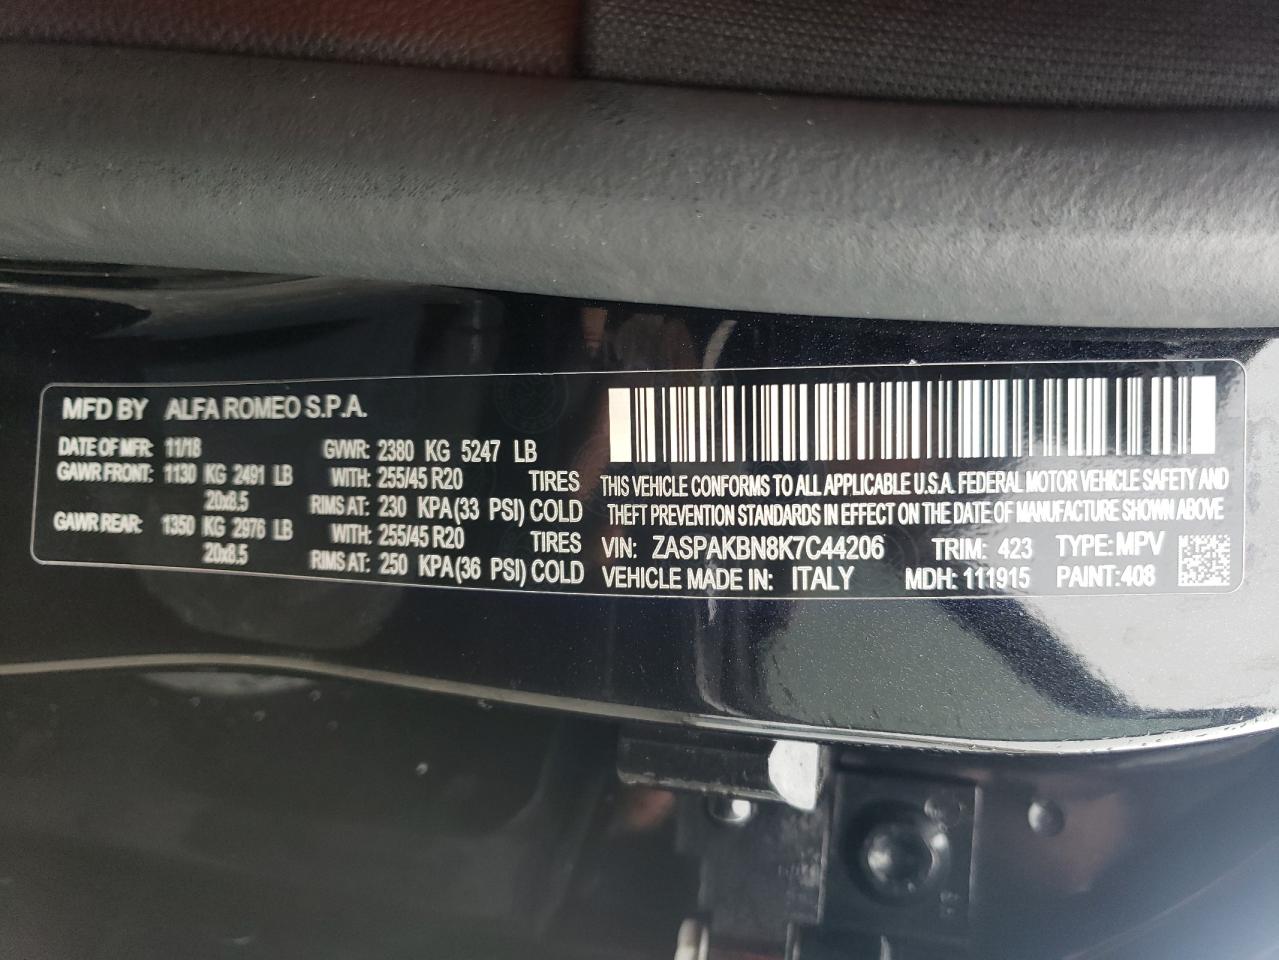 MFD BY ALFA ROMEO S.P.A.
DATE OF MFR: 11/18 GVWR: 2380 KG 5247 LB
GAWR FRONT: 1130 KG 2491 LB WITH: 255/45 R20 TIRES
20x8.5 RIMS AT: 230 KPA(33 PSI) COLD
GAWR REAR: 1350 KG 2976 LB WITH: 255/45 R20 TIRES
20x8.5 RIMS AT: 250 KPA(36 PSI) COLD
THIS VEHICLE CONFORMS TO ALL APPLICABLE U.S.A. FEDERAL MOTOR VEHICLE SAFETY AND
THEFT PREVENTION STANDARDS IN EFFECT ON THE DATE OF MANUFACTURE SHOWN ABOVE
VIN: ZASPAKBN8K7C44206 TRIM: 423 TYPE: MPV
VEHICLE MADE IN: ITALY MDH: 111915 PAINT: 408